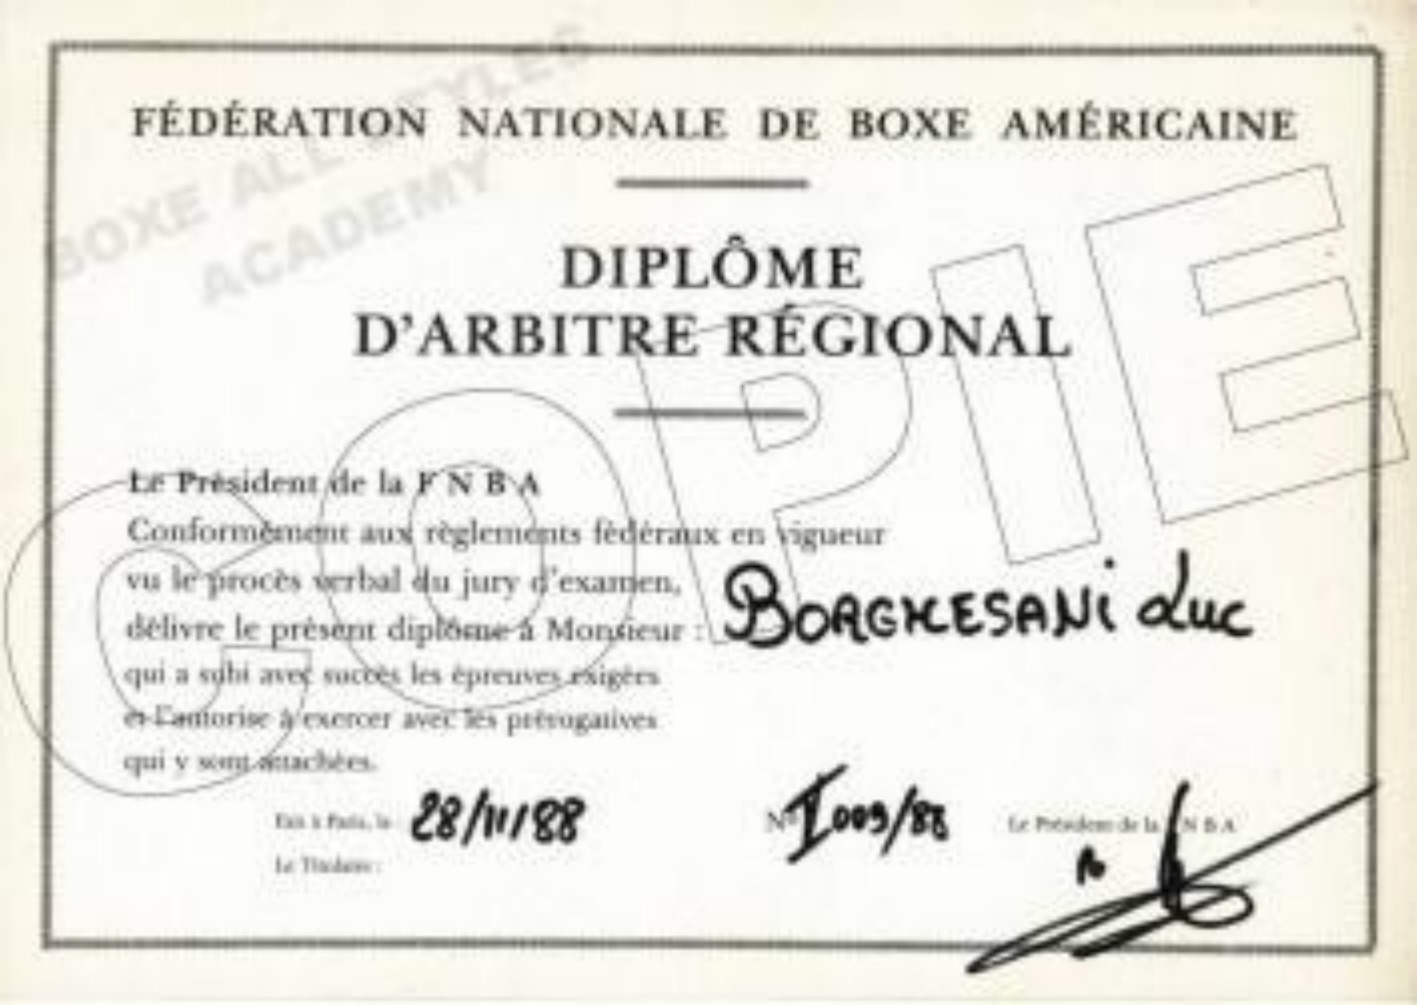 BOXE ALL STYLES
ACADEMY
FÉDÉRATION NATIONALE DE BOXE AMÉRICAINE
DIPLÔME
D'ARBITRE RÉGIONAL
COPIE
Le Président de la F N B A
Conformément aux règlements fédéraux en vigueur
vu le procès verbal du jury d'examen,
délivre le présent diplôme à Monsieur : BORGHESANI Luc
qui a subi avec succès les épreuves exigées
et l'autorise à exercer avec les prérogatives
qui y sont attachées.
Fait à Paris, le 28/11/88 N° I 009/88 Le Président de la F N B A
Le Titulaire :